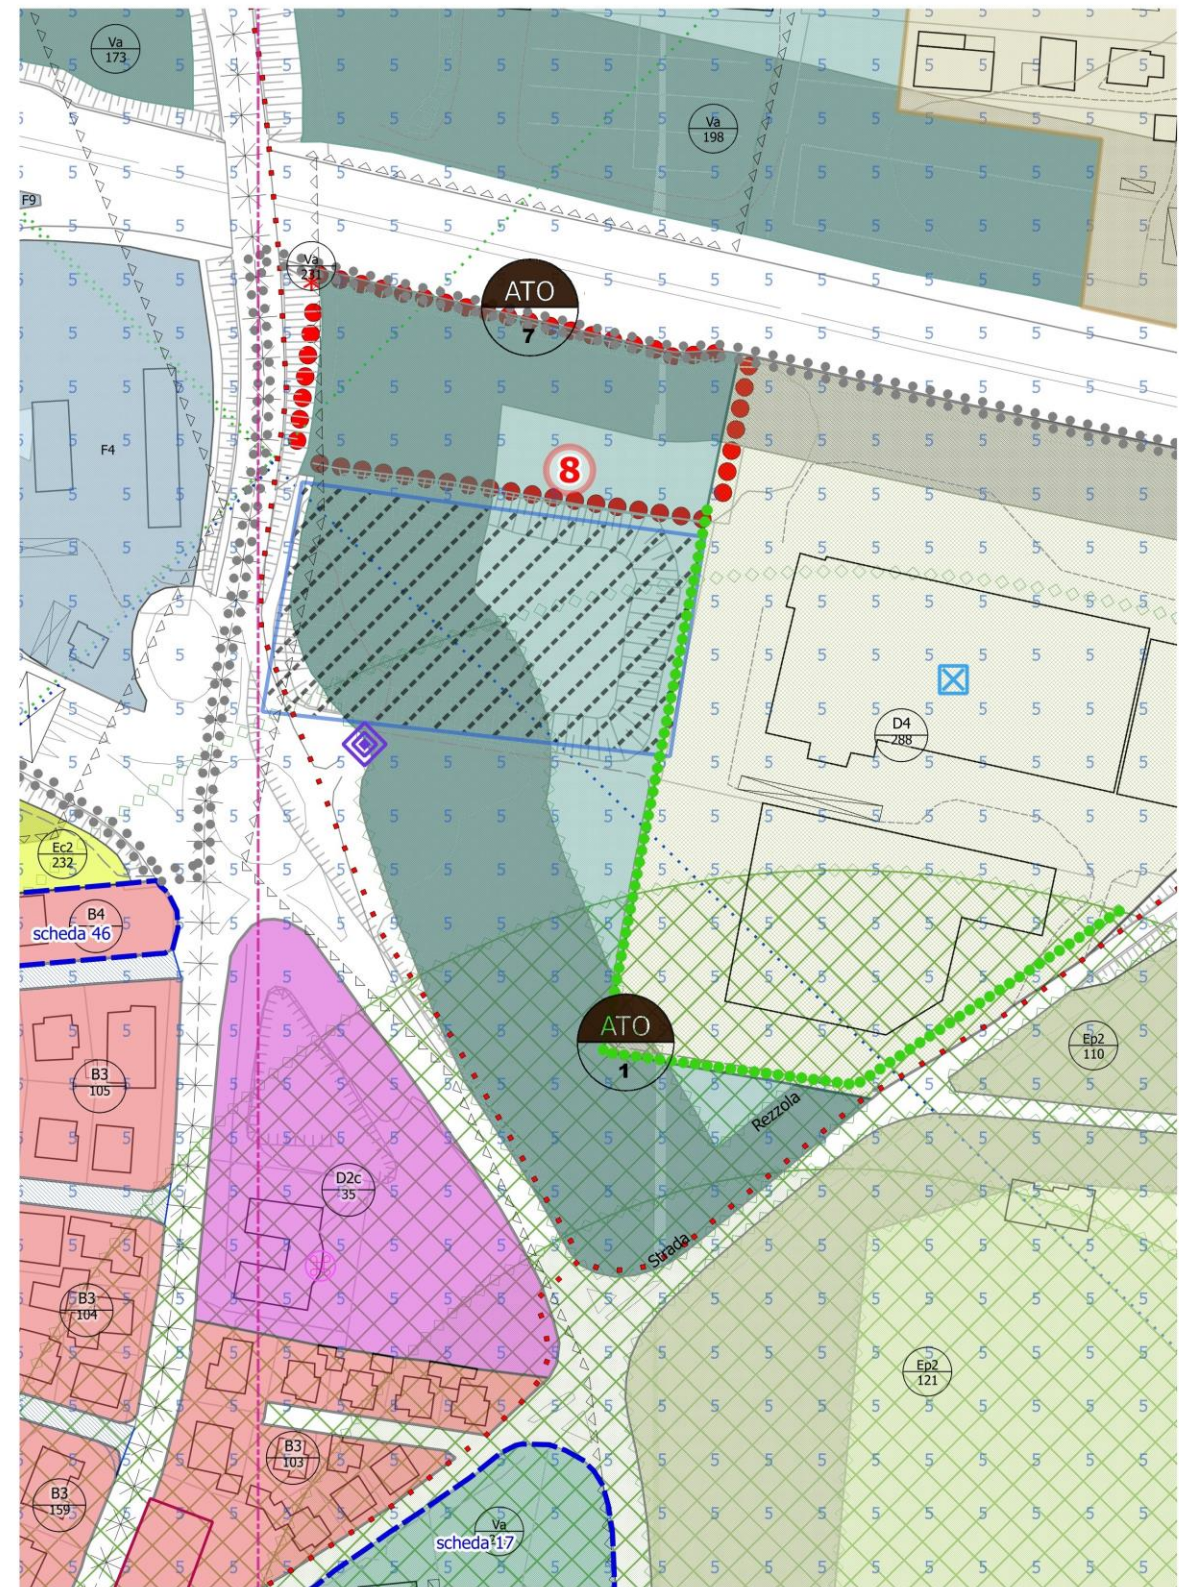 Va
173
Va
198
F9
Va
231
ATO
7
F4
8
D4
288
Ec2
232
B4
scheda 46
ATO
1
Ep2
110
B3
105
Rezzola
D2c
35
Strada
B3
104
Ep2
121
B3
103
B3
159
Va
scheda 17